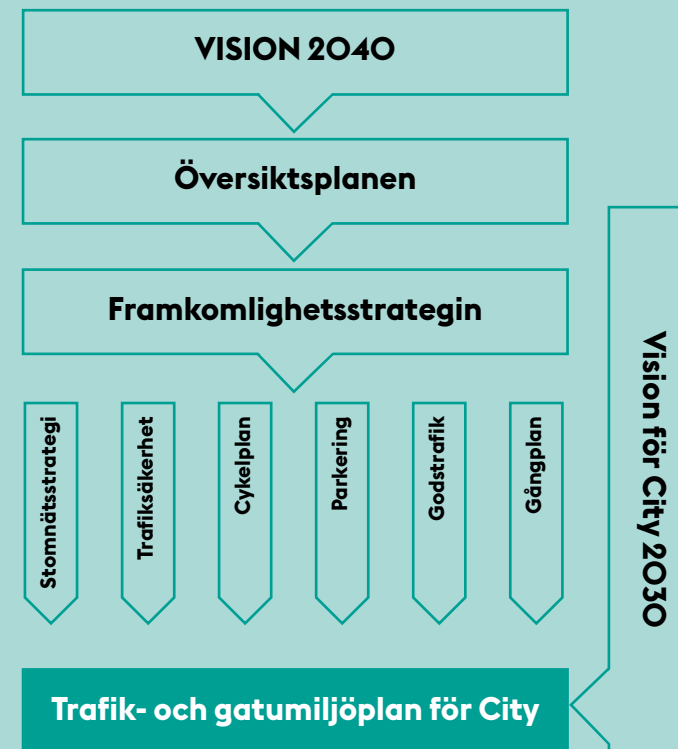 VISION 2040
Översiktsplanen
Framkomlighetsstrategin
Stomnätsstrategi
Trafiksäkerhet
Cykelplan
Parkering
Godstrafik
Gångplan
Vision för City 2030
Trafik- och gatumiljöplan för City